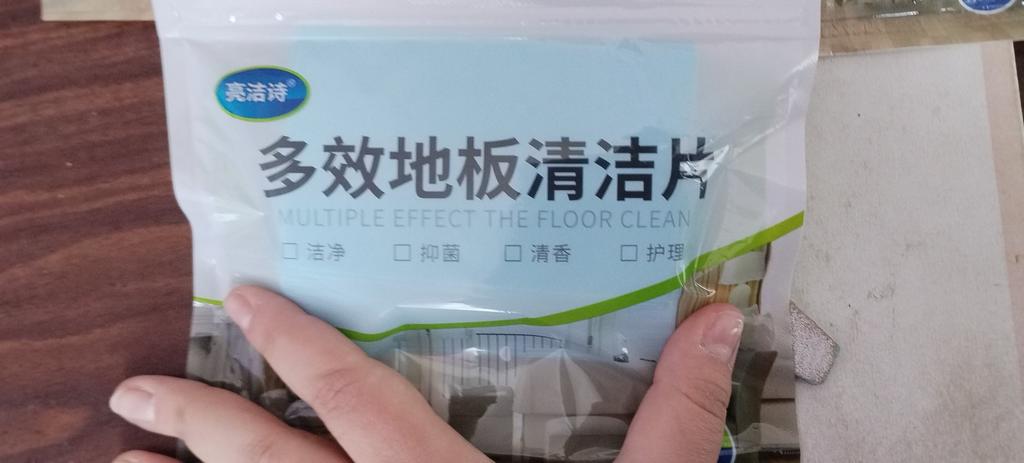 亮洁诗®
多效地板清洁片
MULTIPLE EFFECT THE FLOOR CLEAN
□ 洁净 □ 抑菌 □ 清香 □ 护理